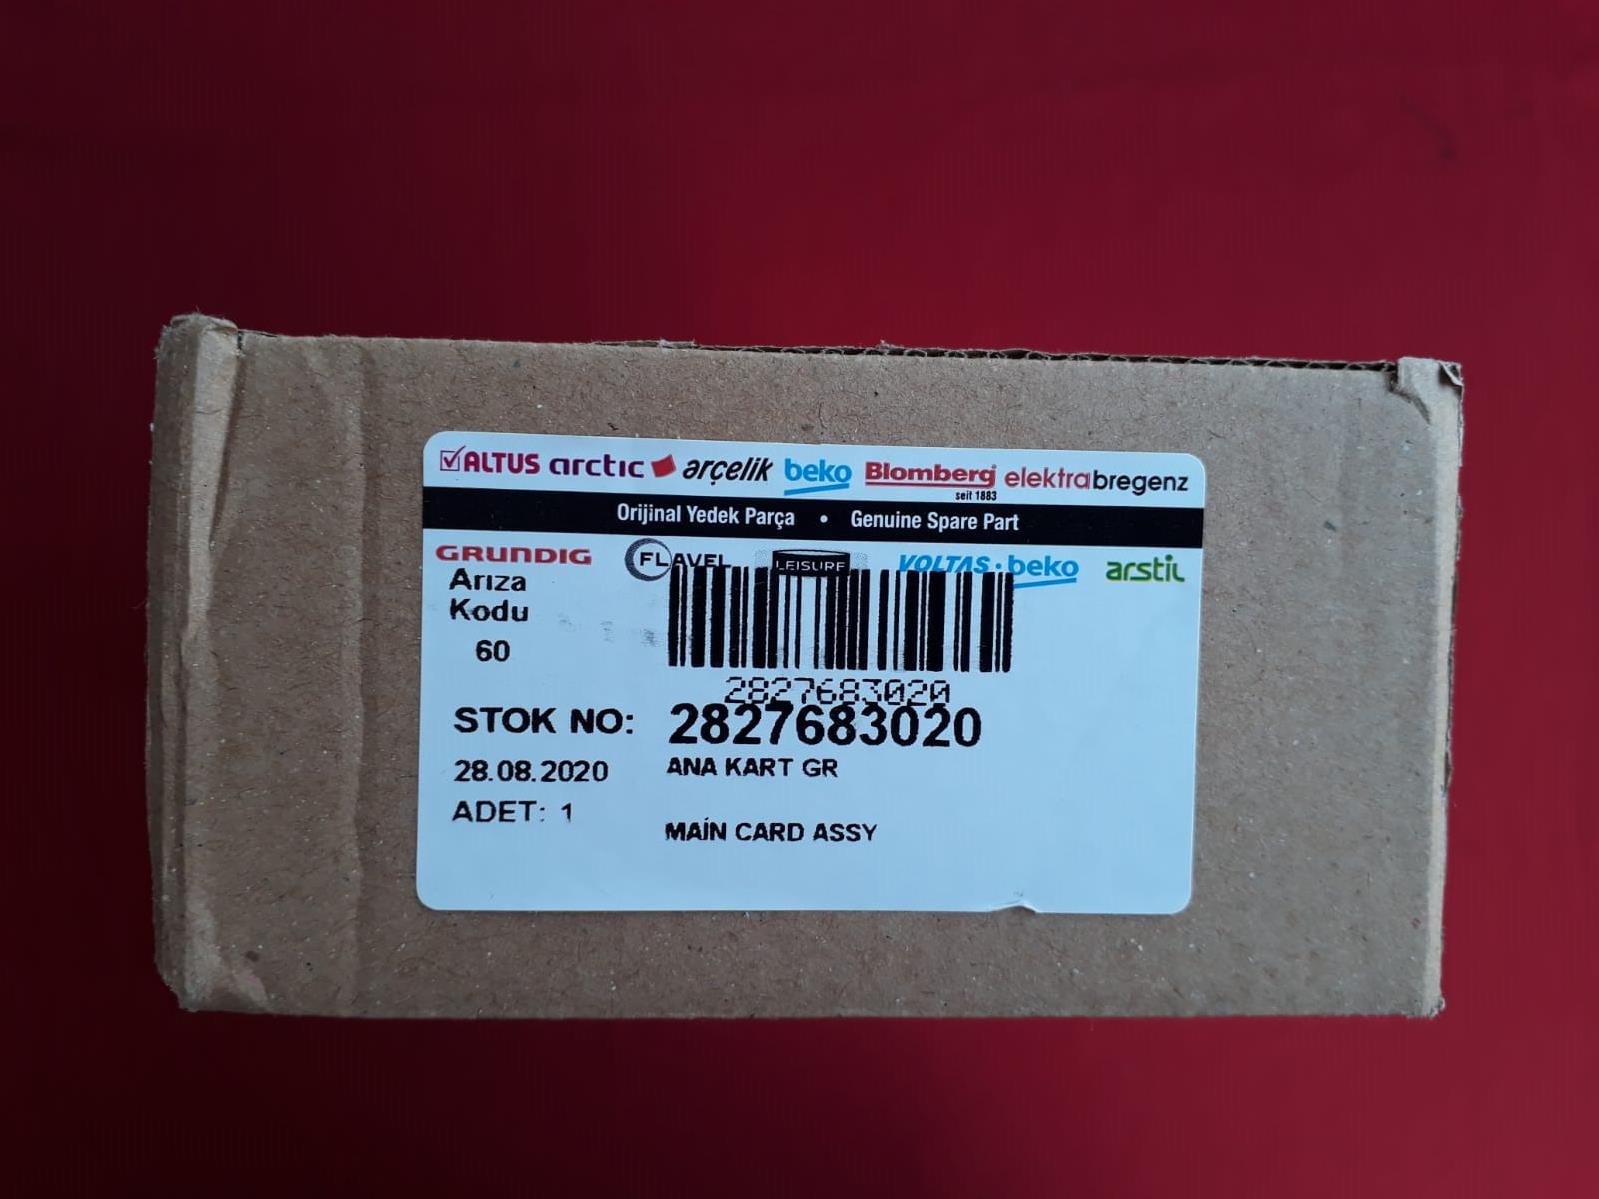 ALTUS arctic arçelik beko Blomberg elektrabregenz
seit 1883
Orijinal Yedek Parça • Genuine Spare Part
GRUNDIG FLAVEL LEISURE VOLTAS·beko arstil
Arıza
Kodu
60
2827683020
STOK NO: 2827683020
28.08.2020 ANA KART GR
ADET: 1
MAİN CARD ASSY